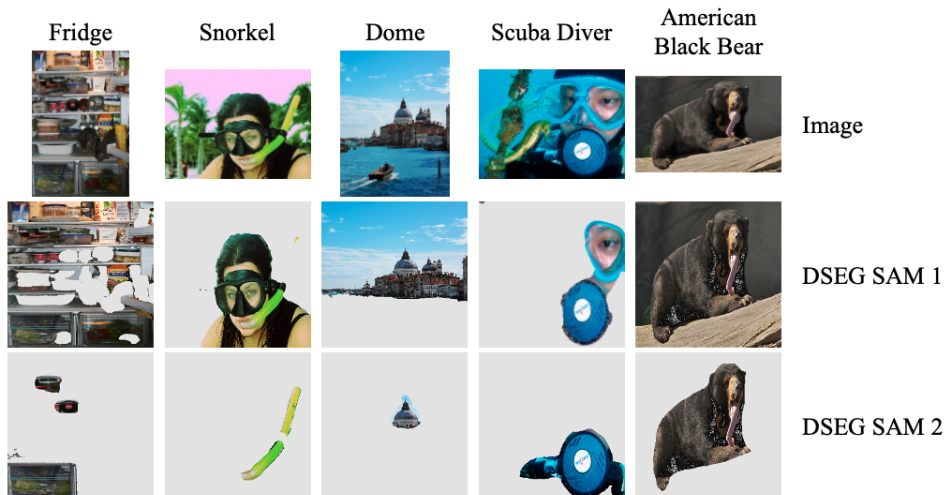 Fridge
Snorkel
Dome
Scuba Diver
American
Black Bear
Image
DSEG SAM 1
DSEG SAM 2